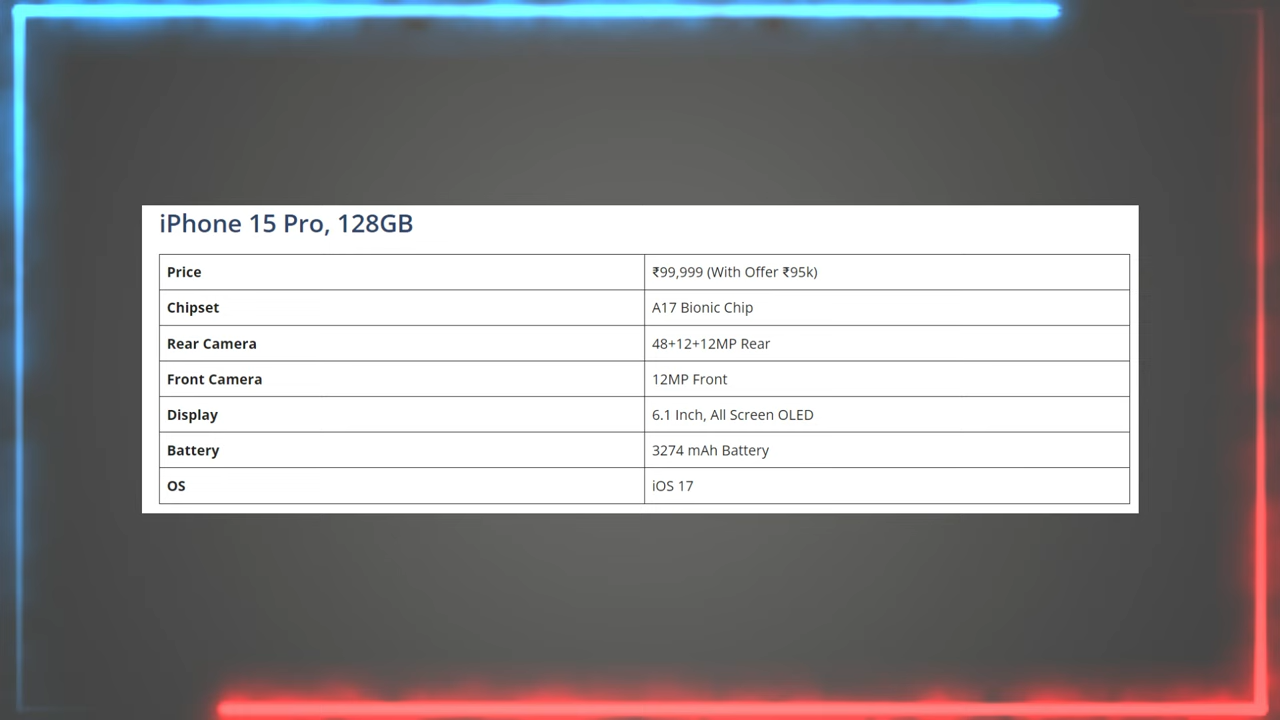 iPhone 15 Pro, 128GB
Price ₹99,999 (With Offer ₹95k)
Chipset A17 Bionic Chip
Rear Camera 48+12+12MP Rear
Front Camera 12MP Front
Display 6.1 Inch, All Screen OLED
Battery 3274 mAh Battery
OS iOS 17